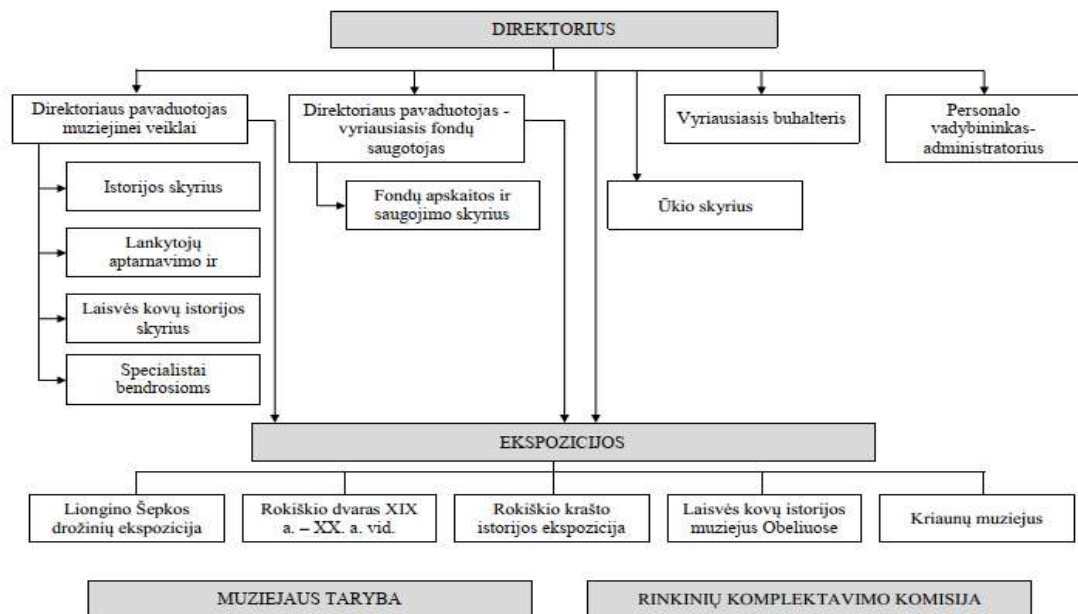 DIREKTORIUS
Direktoriaus pavaduotojas
muziejinei veiklai
Direktoriaus pavaduotojas -
vyriausiasis fondų
saugotojas
Vyriausiasis buhalteris
Personalo
vadybininkas-
administratorius
Istorijos skyrius
Fondų apskaitos ir
saugojimo skyrius
Ūkio skyrius
Lankytojų
aptarnavimo ir
Laisvės kovų istorijos
skyrius
Specialistai
bendrosioms
EKSPOZICIJOS
Liongino Šepkos
drožinių ekspozicija
Rokiškio dvaras XIX
a. – XX. a. vid.
Rokiškio krašto
istorijos ekspozicija
Laisvės kovų istorijos
muziejus Obeliuose
Kriaunų muziejus
MUZIEJAUS TARYBA
RINKINIŲ KOMPLEKTAVIMO KOMISIJA